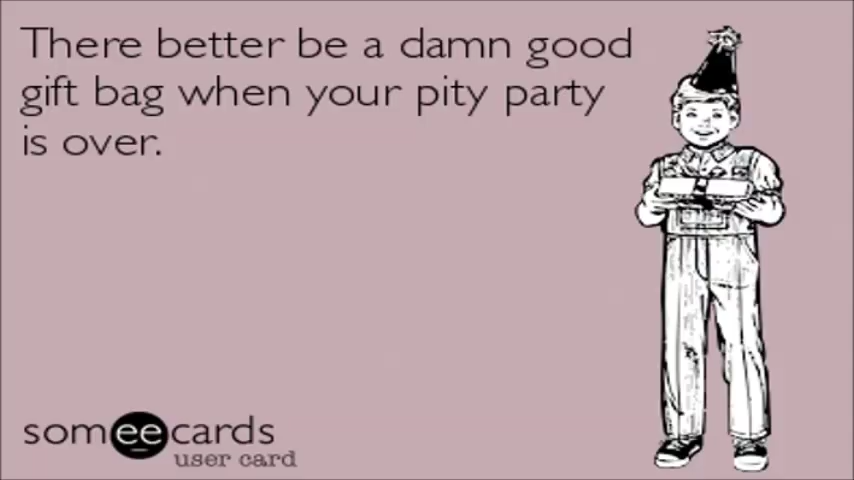 There better be a damn good
gift bag when your pity party
is over.
someecards
user card